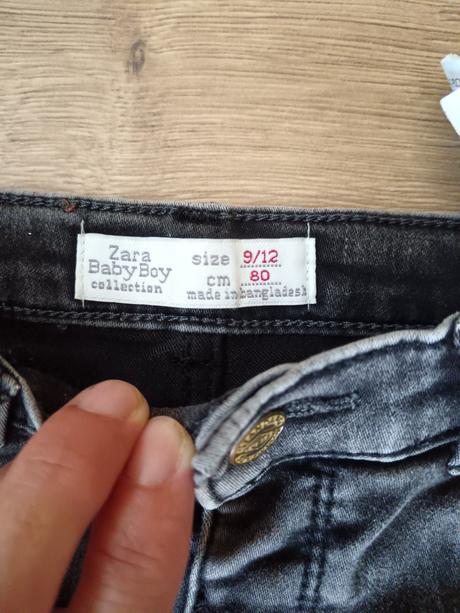 Zara
BabyBoy
collection
size 9/12
cm 80
made in bangladesh